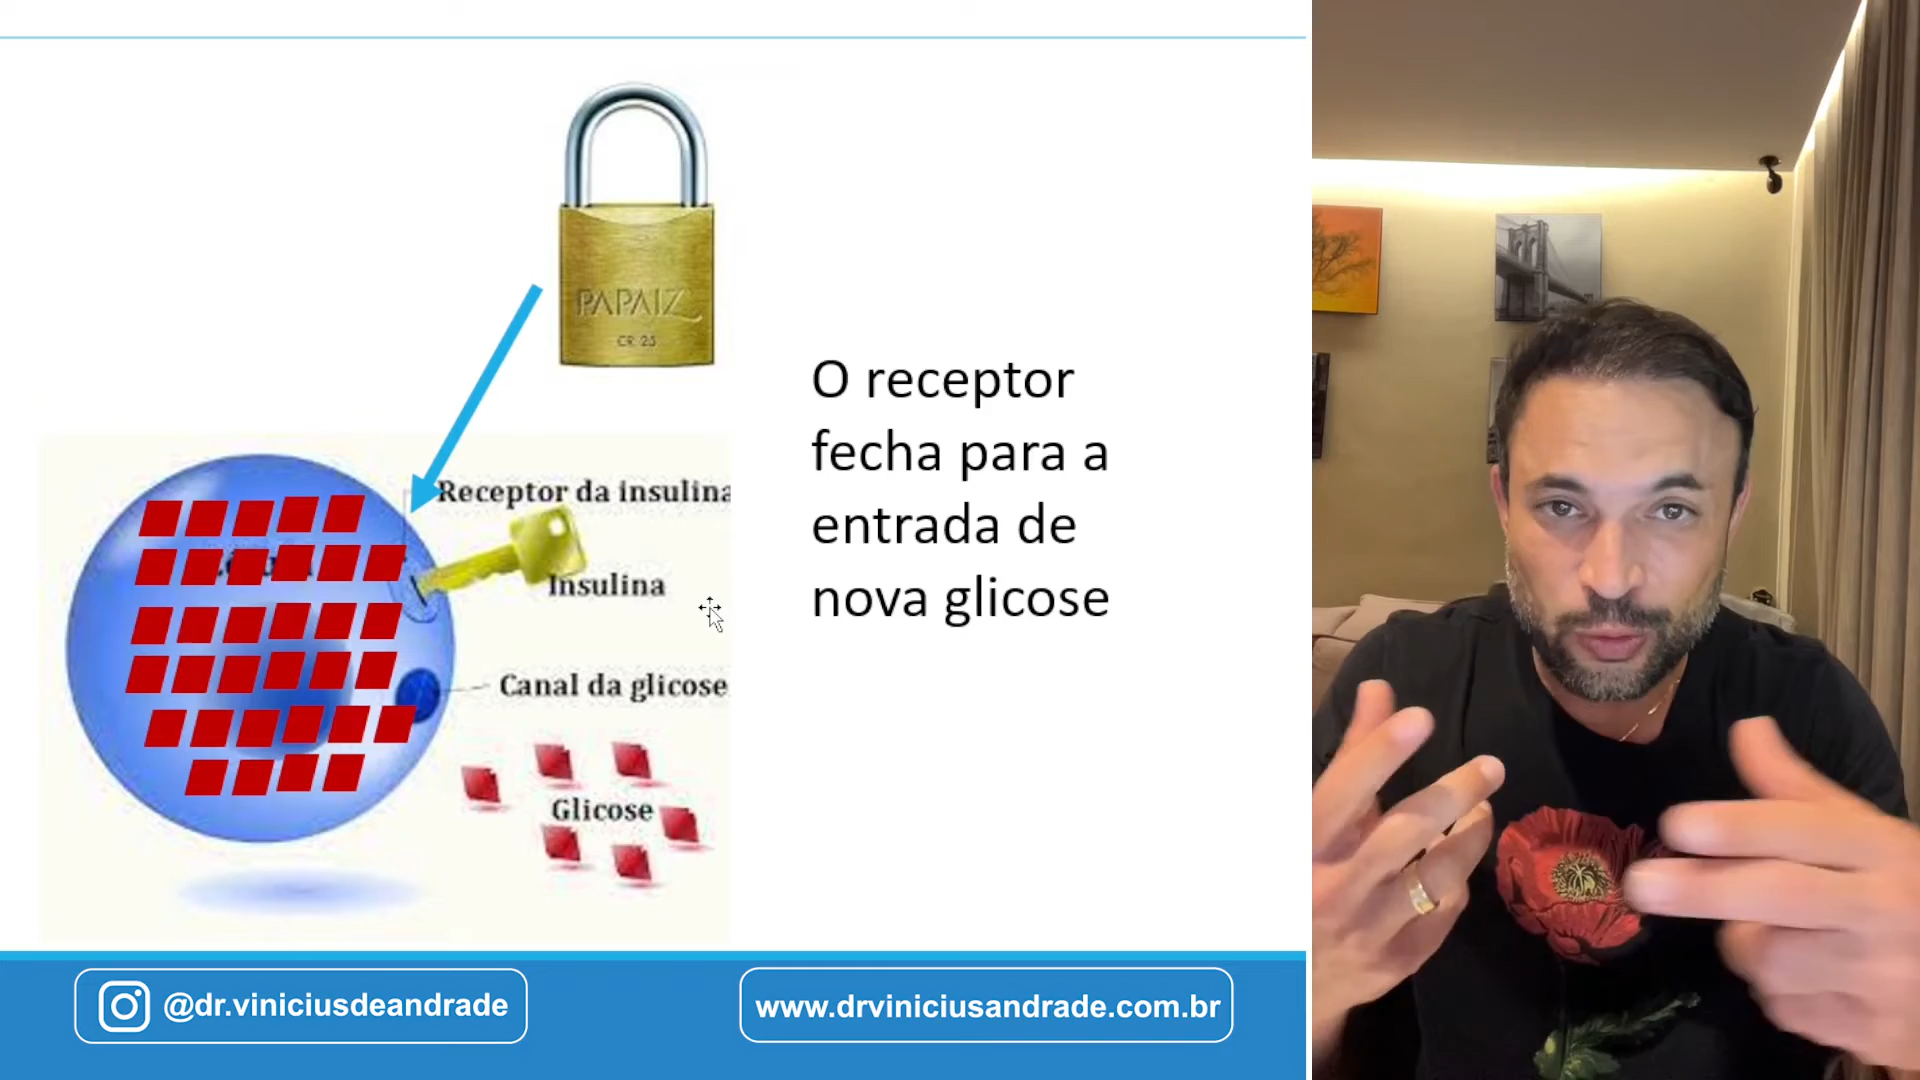 PAPAIZ
CR 25
O receptor
fecha para a
entrada de
nova glicose
Receptor da insulina
Insulina
Canal da glicose
Glicose
@dr.viniciusdeandrade
www.drviniciusandrade.com.br